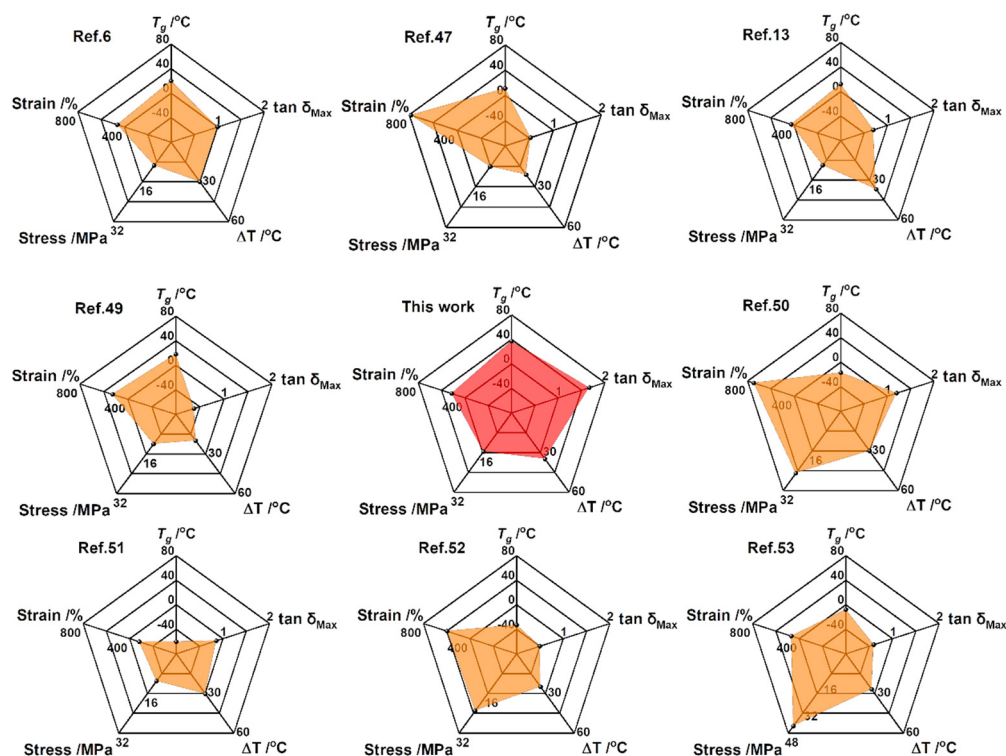 Ref.6
T_g /°C
80
40
0
-40
2
tan δMax
1
Strain /%
800
400
30
16
60
ΔT /°C
Stress /MPa
32
Ref.47
T_g /°C
80
40
0
-40
2
tan δMax
1
Strain /%
800
400
30
16
60
ΔT /°C
Stress /MPa
32
Ref.13
T_g /°C
80
40
0
-40
2
tan δMax
1
Strain /%
800
400
30
16
60
ΔT /°C
Stress /MPa
32
Ref.49
T_g /°C
80
40
0
-40
2
tan δMax
1
Strain /%
800
400
30
16
60
ΔT /°C
Stress /MPa
32
This work
T_g /°C
80
40
0
-40
2
tan δMax
1
Strain /%
800
400
30
16
60
ΔT /°C
Stress /MPa
32
Ref.50
T_g /°C
80
40
0
-40
2
tan δMax
1
Strain /%
800
400
30
16
60
ΔT /°C
Stress /MPa
32
Ref.51
T_g /°C
80
40
0
-40
2
tan δMax
1
Strain /%
800
400
30
16
60
ΔT /°C
Stress /MPa
32
Ref.52
T_g /°C
80
40
0
-40
2
tan δMax
1
Strain /%
800
400
30
16
60
ΔT /°C
Stress /MPa
32
Ref.53
T_g /°C
80
40
0
-40
2
tan δMax
1
Strain /%
800
400
30
16
32
60
ΔT /°C
Stress /MPa
48